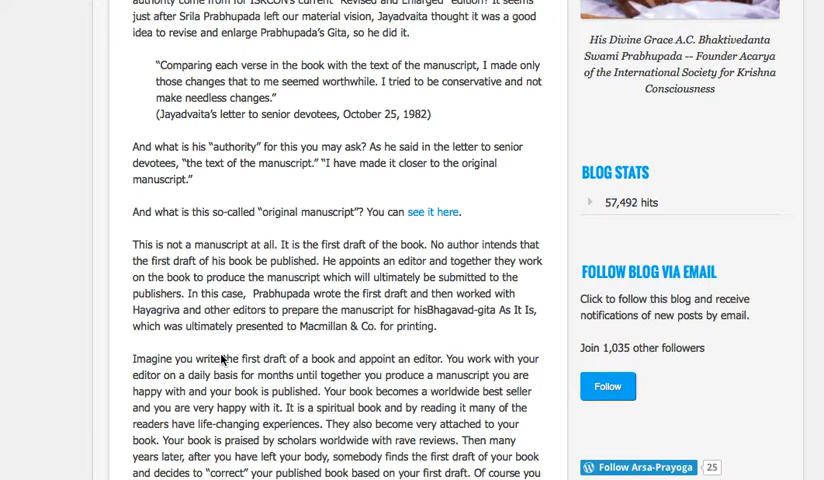 authority come from for ISKCON's current "Revised and Enlarged" edition? It seems
just after Srila Prabhupada left our material vision, Jayadvaita thought it was a good
idea to revise and enlarge Prabhupada's Gita, so he did it.
"Comparing each verse in the book with the text of the manuscript, I made only
those changes that to me seemed worthwhile. I tried to be conservative and not
make needless changes."
(Jayadvaita's letter to senior devotees, October 25, 1982)
And what is his "authority" for this you may ask? As he said in the letter to senior
devotees, "the text of the manuscript." "I have made it closer to the original
manuscript."
And what is this so-called "original manuscript"? You can see it here.
This is not a manuscript at all. It is the first draft of the book. No author intends that
the first draft of his book be published. He appoints an editor and together they work
on the book to produce the manuscript which will ultimately be submitted to the
publishers. In this case, Prabhupada wrote the first draft and then worked with
Hayagriva and other editors to prepare the manuscript for hisBhagavad-gita As It Is,
which was ultimately presented to Macmillan & Co. for printing.
Imagine you write the first draft of a book and appoint an editor. You work with your
editor on a daily basis for months until together you produce a manuscript you are
happy with and your book is published. Your book becomes a worldwide best seller
and you are very happy with it. It is a spiritual book and by reading it many of the
readers have life-changing experiences. They also become very attached to your
book. Your book is praised by scholars worldwide with rave reviews. Then many
years later, after you have left your body, somebody finds the first draft of your book
and decides to "correct" your published book based on your first draft. Of course you
His Divine Grace A.C. Bhaktivedanta
Swami Prabhupada -- Founder Acarya
of the International Society for Krishna
Consciousness
BLOG STATS
57,492 hits
FOLLOW BLOG VIA EMAIL
Click to follow this blog and receive
notifications of new posts by email.
Join 1,035 other followers
Follow
Follow Arsa-Prayoga 25